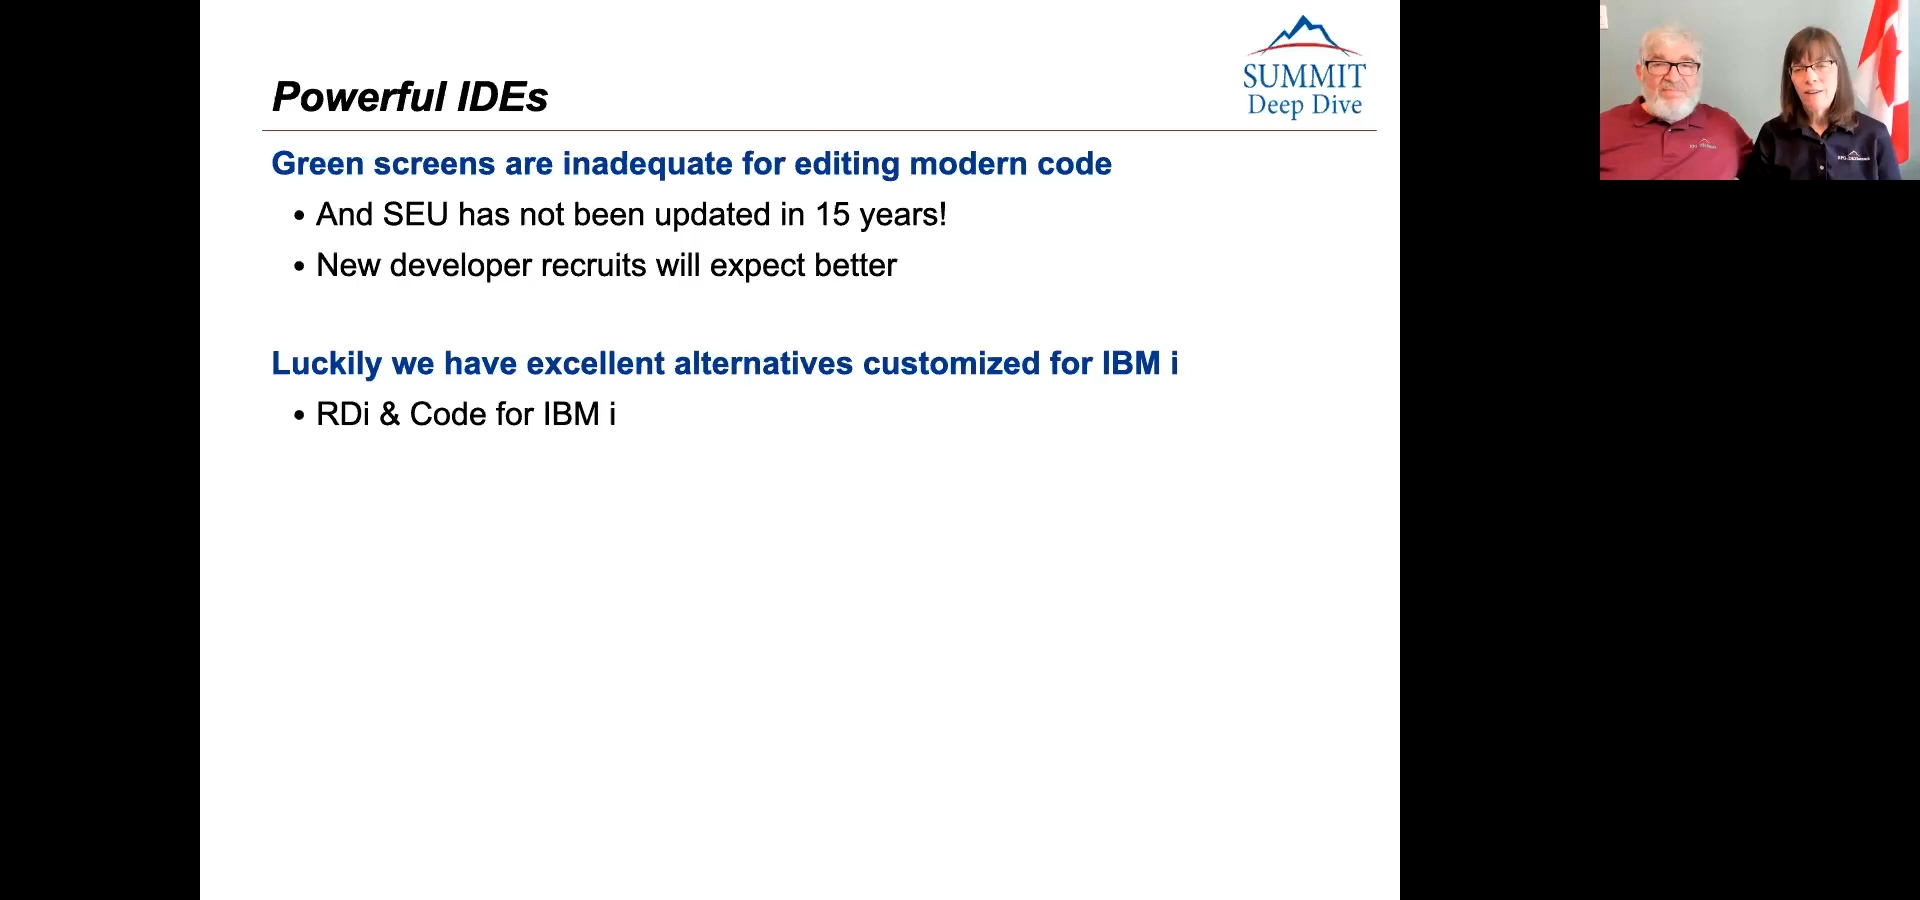 Powerful IDEs
SUMMIT
Deep Dive
Green screens are inadequate for editing modern code
• And SEU has not been updated in 15 years!
• New developer recruits will expect better
Luckily we have excellent alternatives customized for IBM i
• RDi & Code for IBM i